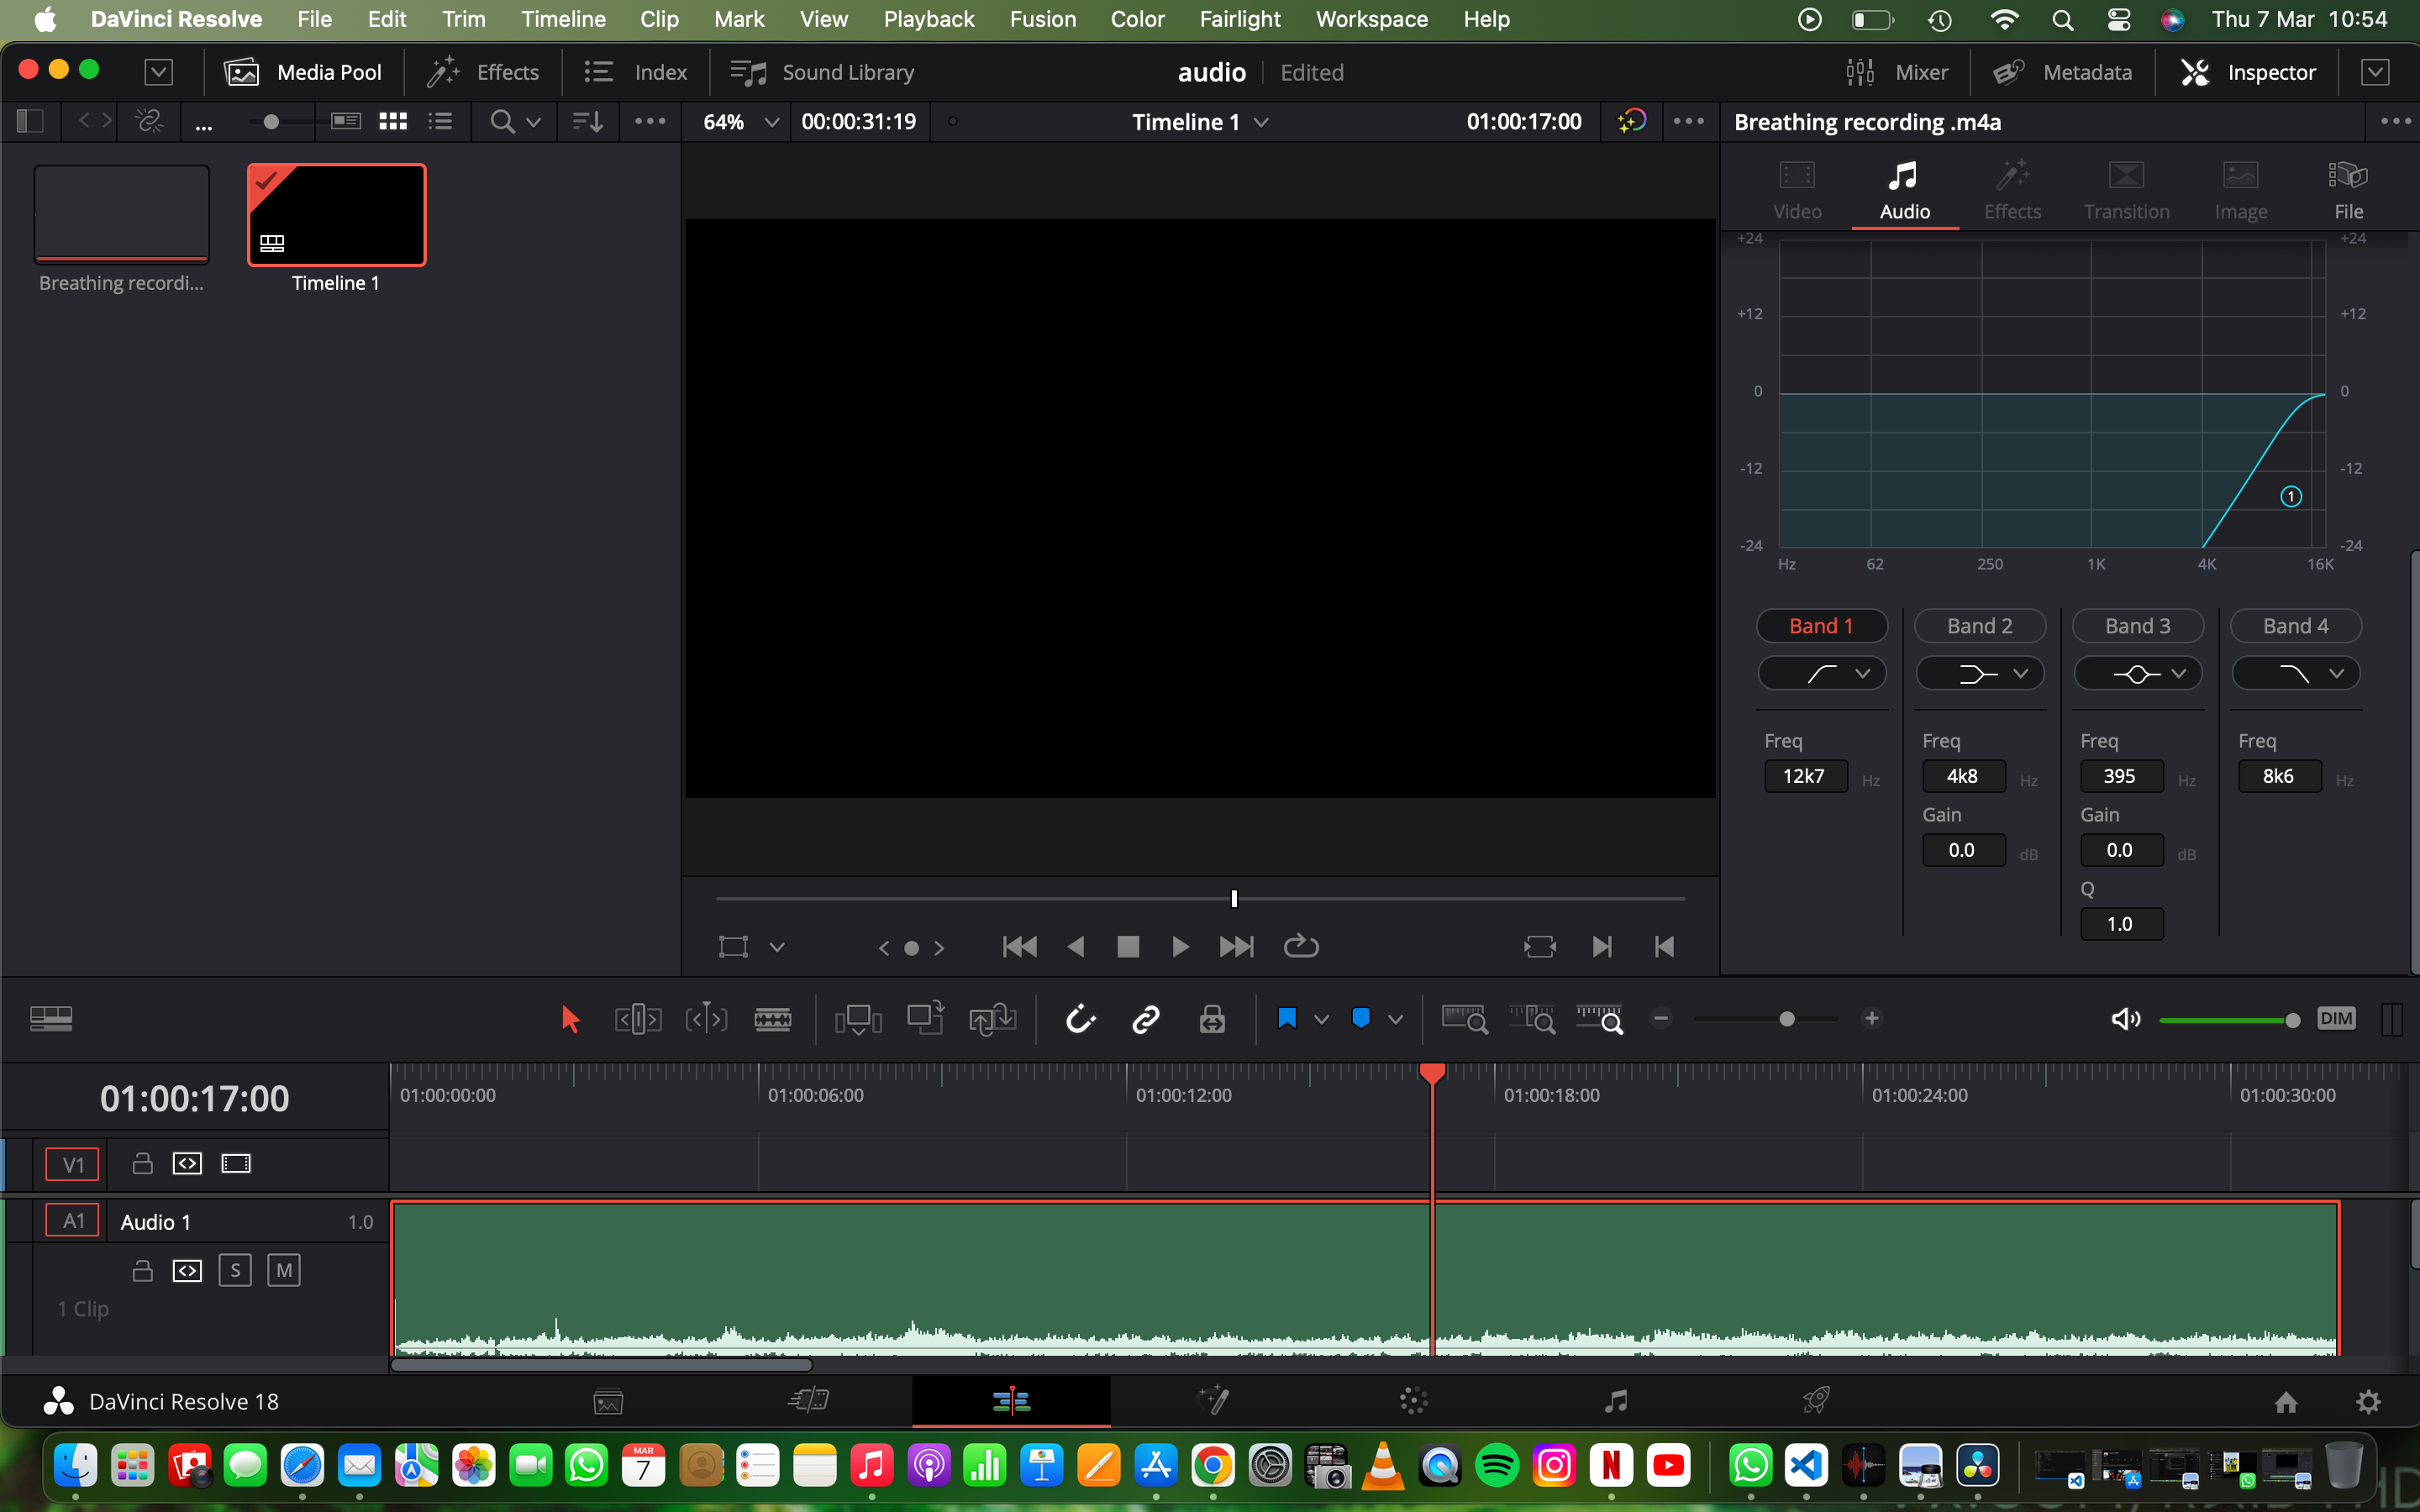 DaVinci Resolve File Edit Trim Timeline Clip Mark View Playback Fusion Color Fairlight Workspace Help Thu 7 Mar 10:54
Media Pool Effects Index Sound Library audio Edited Mixer Metadata Inspector
... 64% 00:00:31:19 Timeline 1 01:00:17:00 Breathing recording .m4a
Video Audio Effects Transition Image File
Breathing recordi... Timeline 1
+24 +24
+12 +12
0 0
-12 -12
1
-24 -24
Hz 62 250 1K 4K 16K
Band 1 Band 2 Band 3 Band 4
Freq Freq Freq Freq
12k7 Hz 4k8 Hz 395 Hz 8k6 Hz
Gain Gain
0.0 dB 0.0 dB
Q
1.0
DIM
01:00:17:00 01:00:00:00 01:00:06:00 01:00:12:00 01:00:18:00 01:00:24:00 01:00:30:00
V1
A1 Audio 1 1.0
S M
1 Clip
DaVinci Resolve 18
MAR
7
N